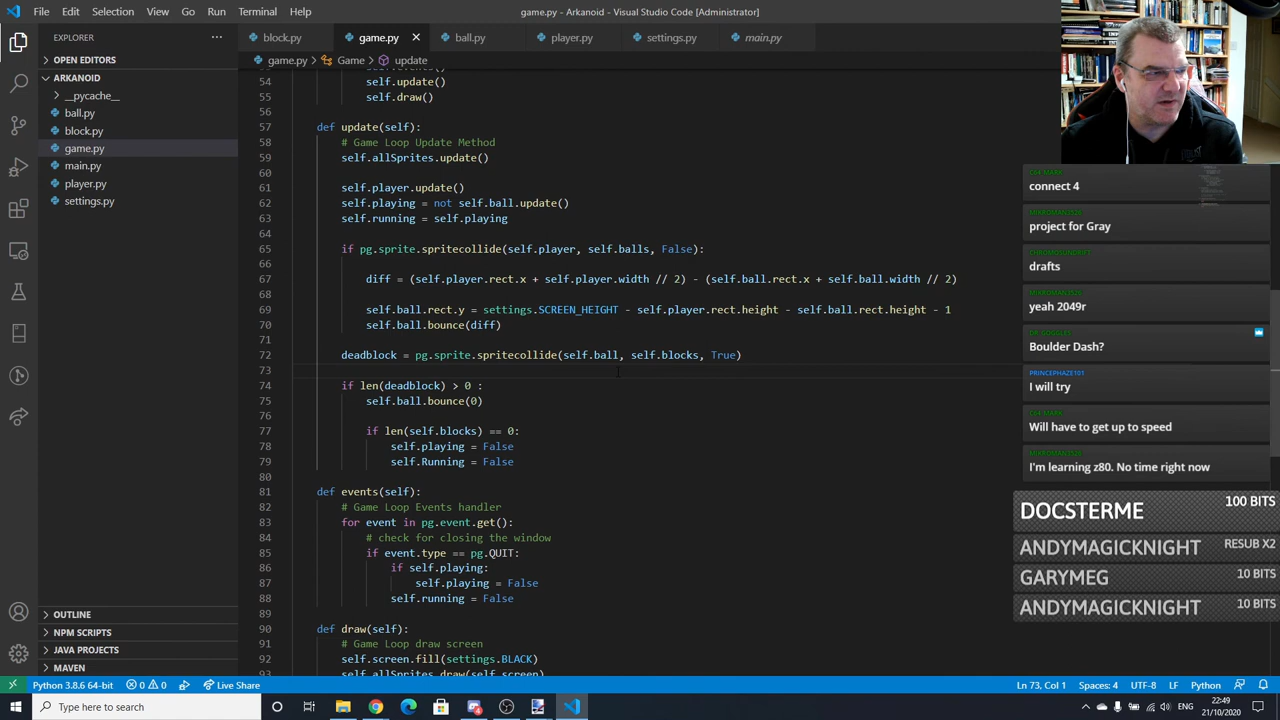 File Edit Selection View Go Run Terminal Help
game.py - Arkanoid - Visual Studio Code [Administrator]
EXPLORER
OPEN EDITORS
ARKANOID
__pycache__
ball.py
block.py
game.py
main.py
player.py
settings.py
OUTLINE
NPM SCRIPTS
JAVA PROJECTS
MAVEN
block.py
player.py
settings.py
main.py
game.py > Game > update
54 self.update()
55 self.draw()
56
57 def update(self):
58 # Game Loop Update Method
59 self.allSprites.update()
60
61 self.player.update()
62 self.playing = not self.ball.update()
63 self.running = self.playing
64
65 if pg.sprite.spritecollide(self.player, self.balls, False):
66
67 diff = (self.player.rect.x + self.player.width // 2) - (self.ball.rect.x + self.ball.width // 2)
68
69 self.ball.rect.y = settings.SCREEN_HEIGHT - self.player.rect.height - self.ball.rect.height - 1
70 self.ball.bounce(diff)
71
72 deadblock = pg.sprite.spritecollide(self.ball, self.blocks, True)
73
74 if len(deadblock) > 0 :
75 self.ball.bounce(0)
76
77 if len(self.blocks) == 0:
78 self.playing = False
79 self.Running = False
80
81 def events(self):
82 # Game Loop Events handler
83 for event in pg.event.get():
84 # check for closing the window
85 if event.type == pg.QUIT:
86 if self.playing:
87 self.playing = False
88 self.running = False
89
90 def draw(self):
91 # Game Loop draw screen
92 self.screen.fill(settings.BLACK)
93 self.allSprites.draw(self.screen)
C64 MARK
connect 4
MIKROMAN3526
project for Gray
drafts
MIKROMAN3526
yeah 2049r
Boulder Dash?
PRINCEPHAZE101
I will try
C64 MARK
Will have to get up to speed
MIKROMAN3526
I'm learning z80. No time right now
DOCSTERME 100 BITS
ANDYMAGICKNIGHT RESUB X2
GARYMEG 10 BITS
ANDYMAGICKNIGHT 10 BITS
Python 3.8.6 64-bit 0 0 Live Share
Ln 73, Col 1 Spaces: 4 UTF-8 LF Python
Type here to search
22:49
21/10/2020